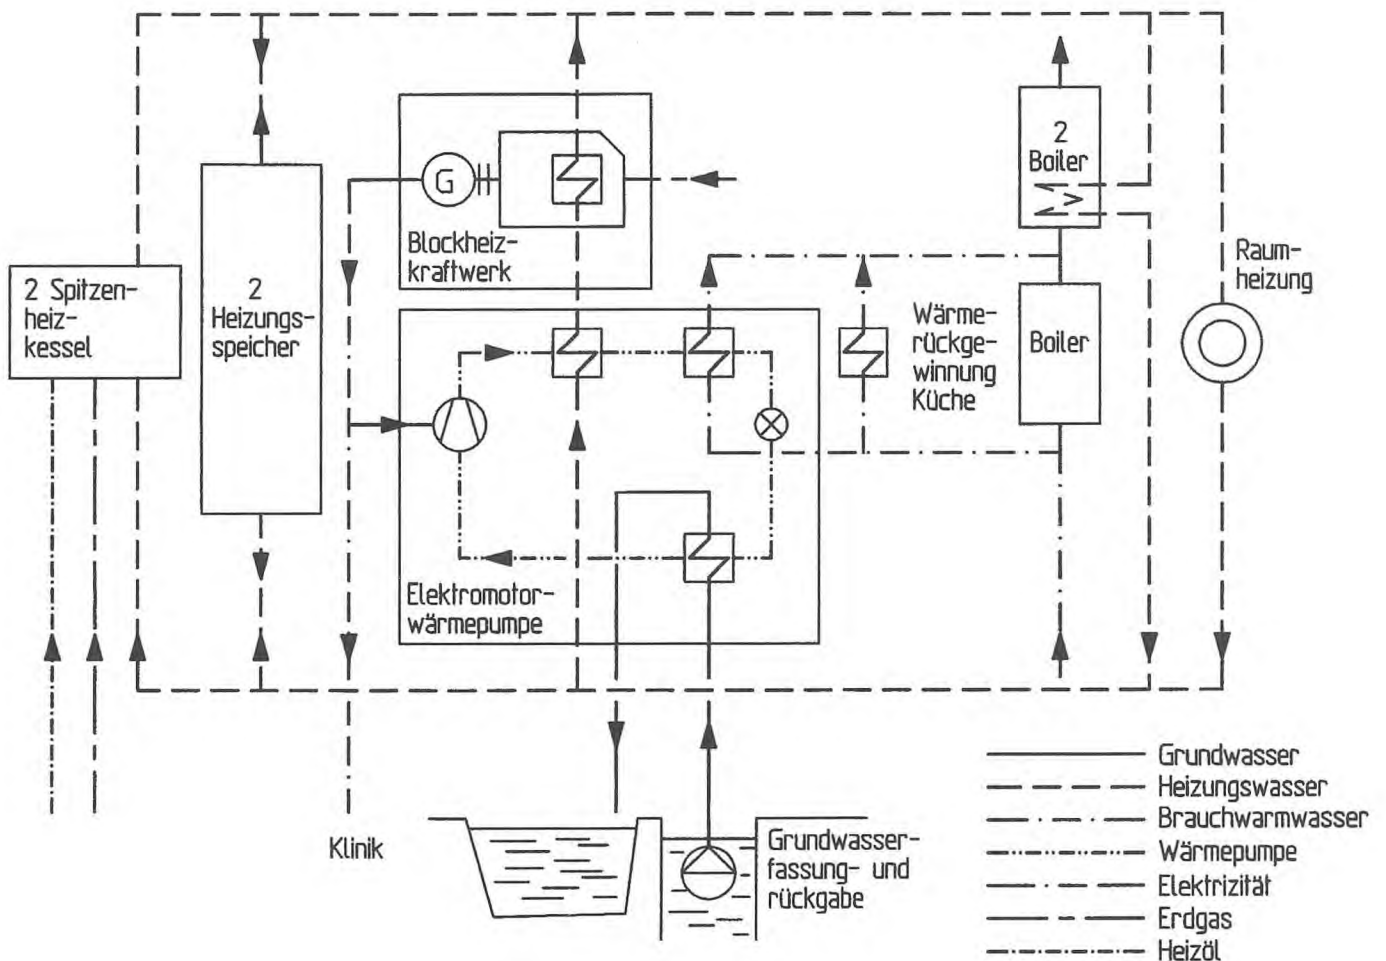 2
Boiler
G
Blockheiz-
kraftwerk
Raum-
heizung
2 Spitzen-
heiz-
kessel
2
Heizungs-
speicher
Wärme-
rückge-
winnung
Küche
Boiler
Elektromotor-
wärmepumpe
Klinik
Grundwasser-
fassung- und
rückgabe
Grundwasser
Heizungswasser
Brauchwarmwasser
Wärmepumpe
Elektrizität
Erdgas
Heizöl